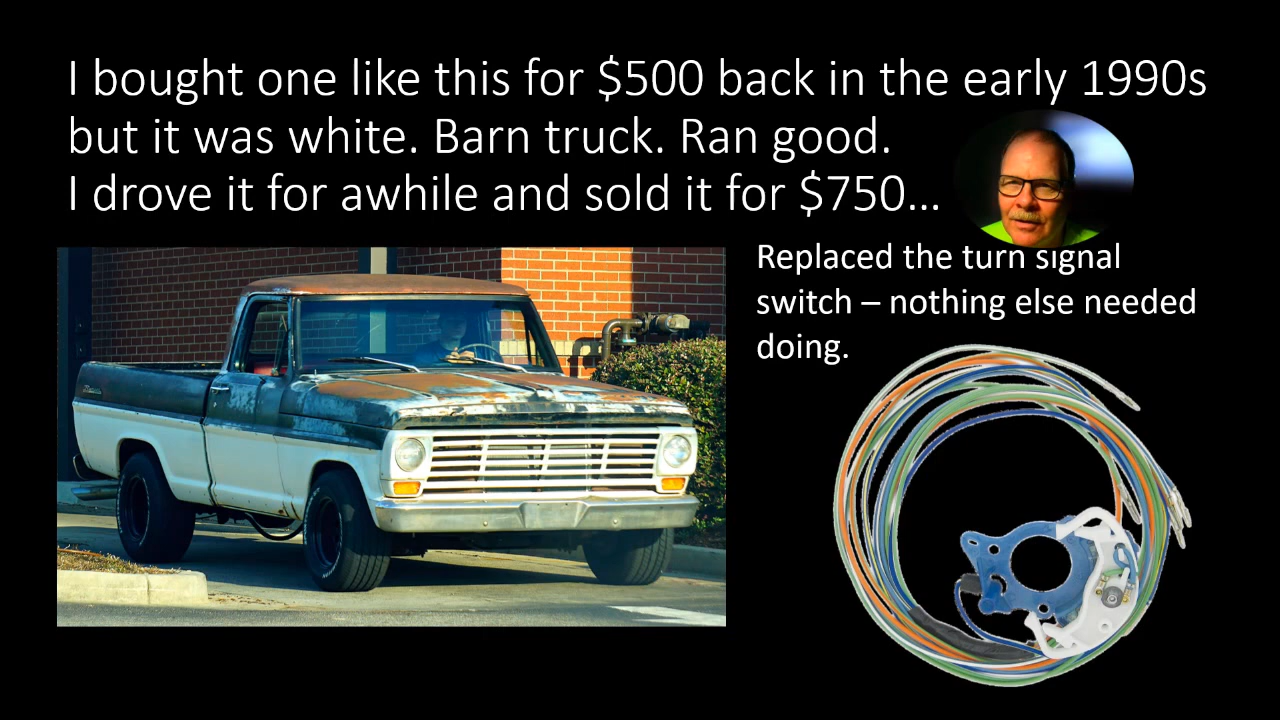 I bought one like this for $500 back in the early 1990s
but it was white. Barn truck. Ran good.
I drove it for awhile and sold it for $750…
Replaced the turn signal
switch – nothing else needed
doing.